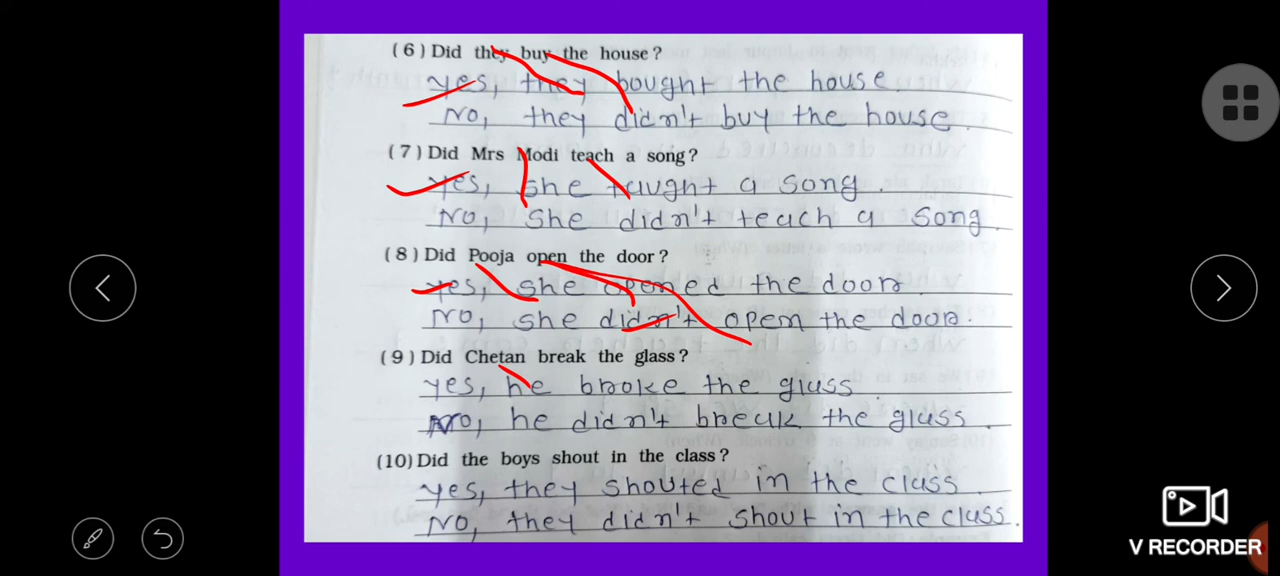 (6) Did they buy the house?
yes, they bought the house
No, they didn't buy the house.
(7) Did Mrs Modi teach a song?
yes, she taught a song.
No, she didn't teach a song.
(8) Did Pooja open the door?
yes, she opened the door.
No, she didn't open the door.
(9) Did Chetan break the glass?
yes, he broke the glass.
No, he didn't break the glass.
(10) Did the boys shout in the class?
yes, they shouted in the class
No, they didn't shout in the class.
V RECORDER